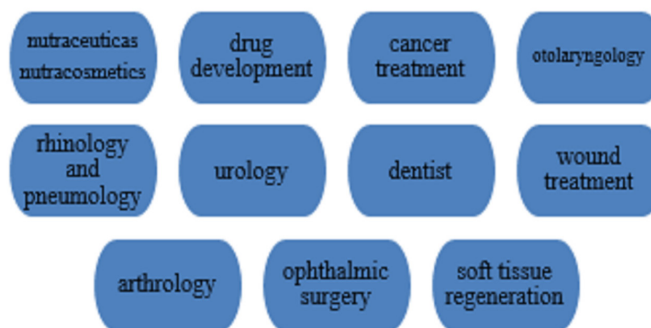 nutraceuticas
nutracosmetics
drug
development
cancer
treatment
otolaryngology
rhinology
and
pneumology
urology
dentist
wound
treatment
arthrology
ophthalmic
surgery
soft tissue
regeneration